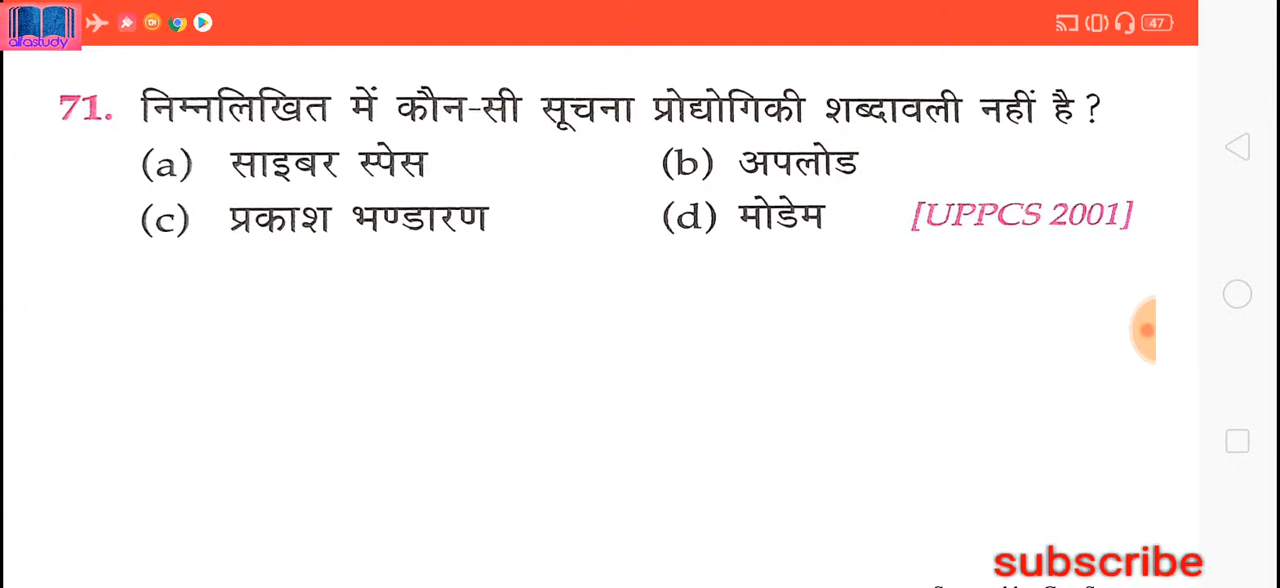 alfastudy
47
71. निम्नलिखित में कौन-सी सूचना प्रोद्योगिकी शब्दावली नहीं है ?
(a) साइबर स्पेस (b) अपलोड
(c) प्रकाश भण्डारण (d) मोडेम [UPPCS 2001]
subscribe